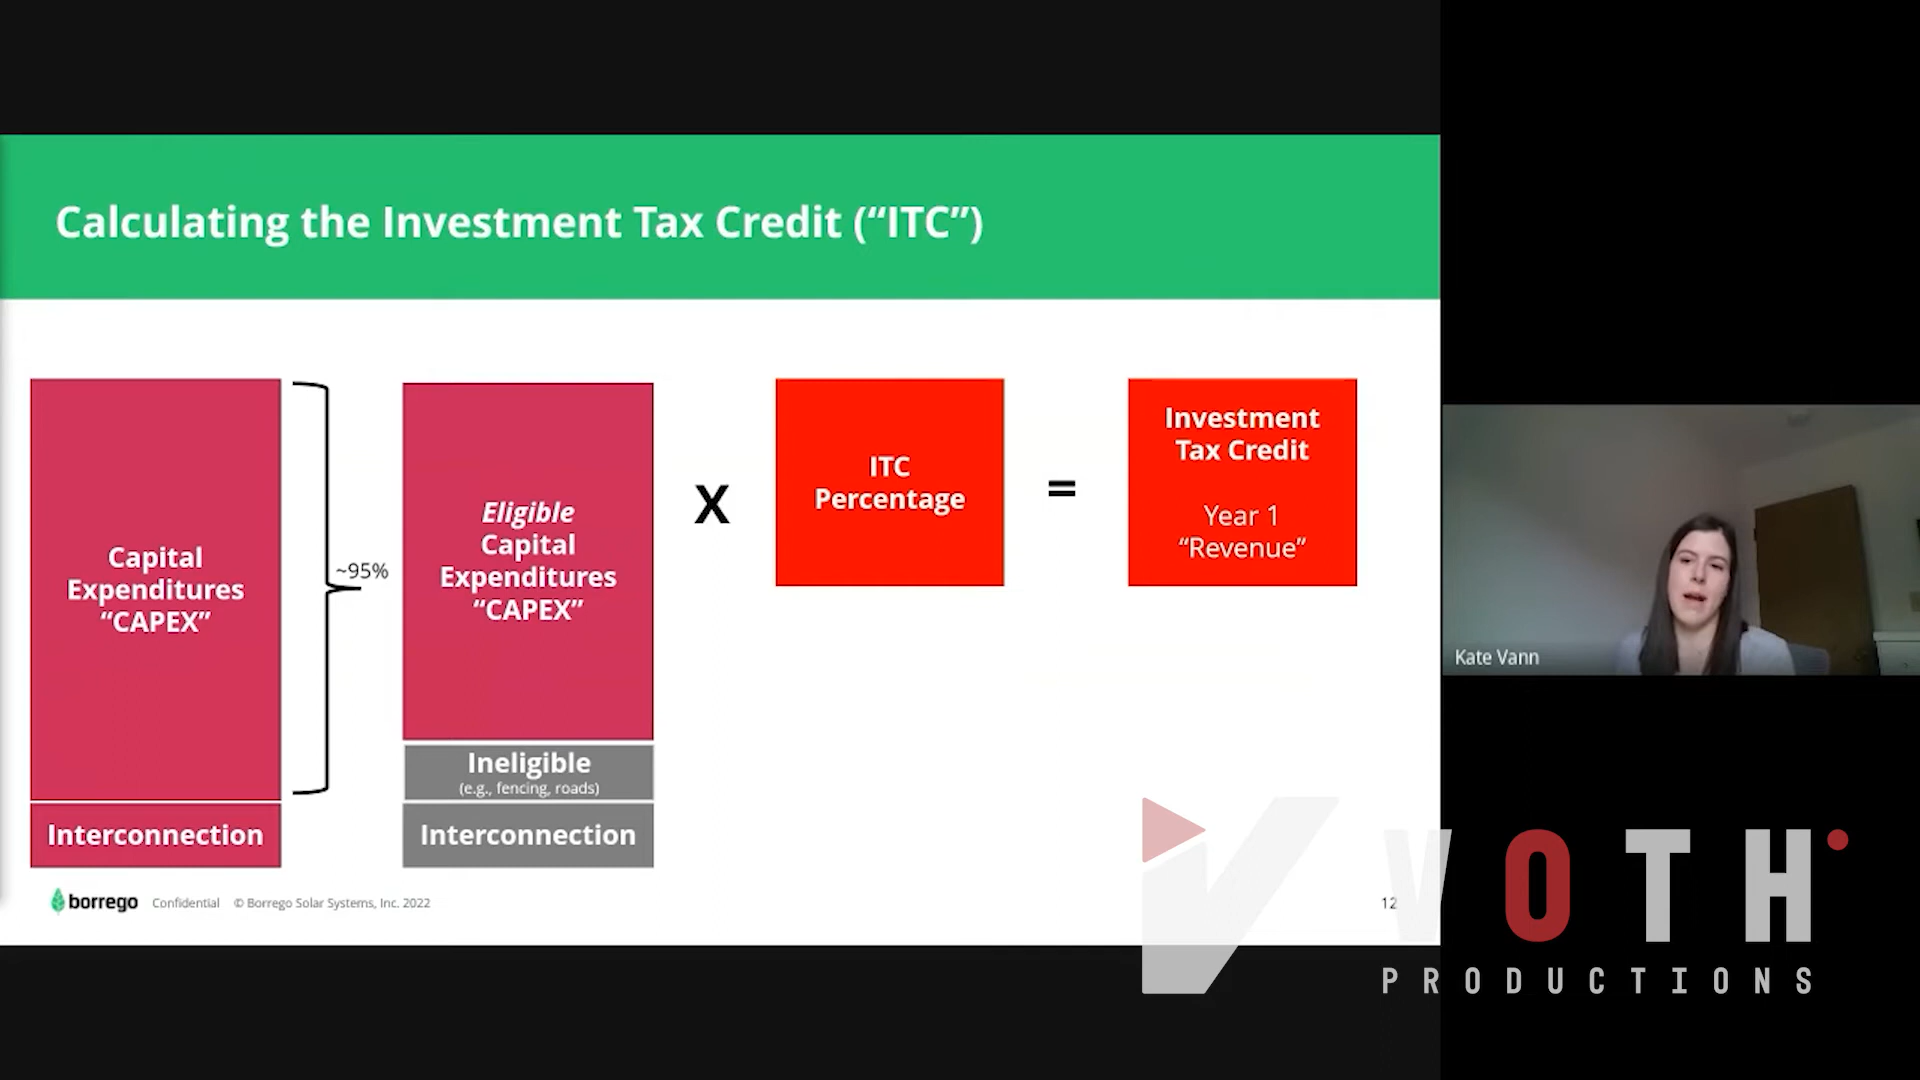 Calculating the Investment Tax Credit (“ITC”)
Capital
Expenditures
“CAPEX”
Interconnection
~95%
Eligible
Capital
Expenditures
“CAPEX”
Ineligible
(e.g., fencing, roads)
Interconnection
X
ITC
Percentage
=
Investment
Tax Credit
Year 1
“Revenue”
Kate Vann
borrego Confidential © Borrego Solar Systems, Inc. 2022
12
VOTH
PRODUCTIONS